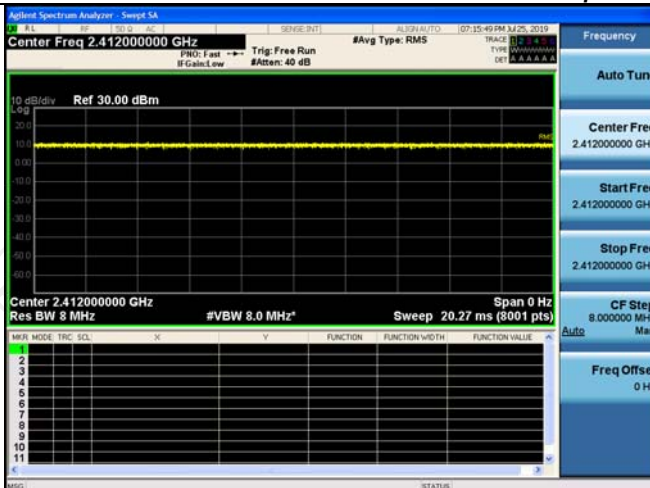 Agilent Spectrum Analyzer - Swept SA
RL RF 50 Ω AC SENSE:INT ALIGN AUTO 07:15:49 PM Jul 25, 2019
Center Freq 2.412000000 GHz #Avg Type: RMS TRACE 1 2 3 4 5 6
PNO: Fast Trig: Free Run TYPE
IFGain:Low #Atten: 40 dB DET A A A A A A
10 dB/div Ref 30.00 dBm
Log
20.0
10.0
0.00
-10.0
-20.0
-30.0
-40.0
-50.0
-60.0
RMS
Center 2.412000000 GHz Span 0 Hz
Res BW 8 MHz #VBW 8.0 MHz* Sweep 20.27 ms (8001 pts)
MKR MODE TRC SCL X Y FUNCTION FUNCTION WIDTH FUNCTION VALUE
1
2
3
4
5
6
7
8
9
10
11
MSG STATUS
Frequency
Auto Tun
Center Fre
2.412000000 GH
Start Fre
2.412000000 GH
Stop Fre
2.412000000 GH
CF Ste
8.000000 MH
Auto Ma
Freq Offse
0 H